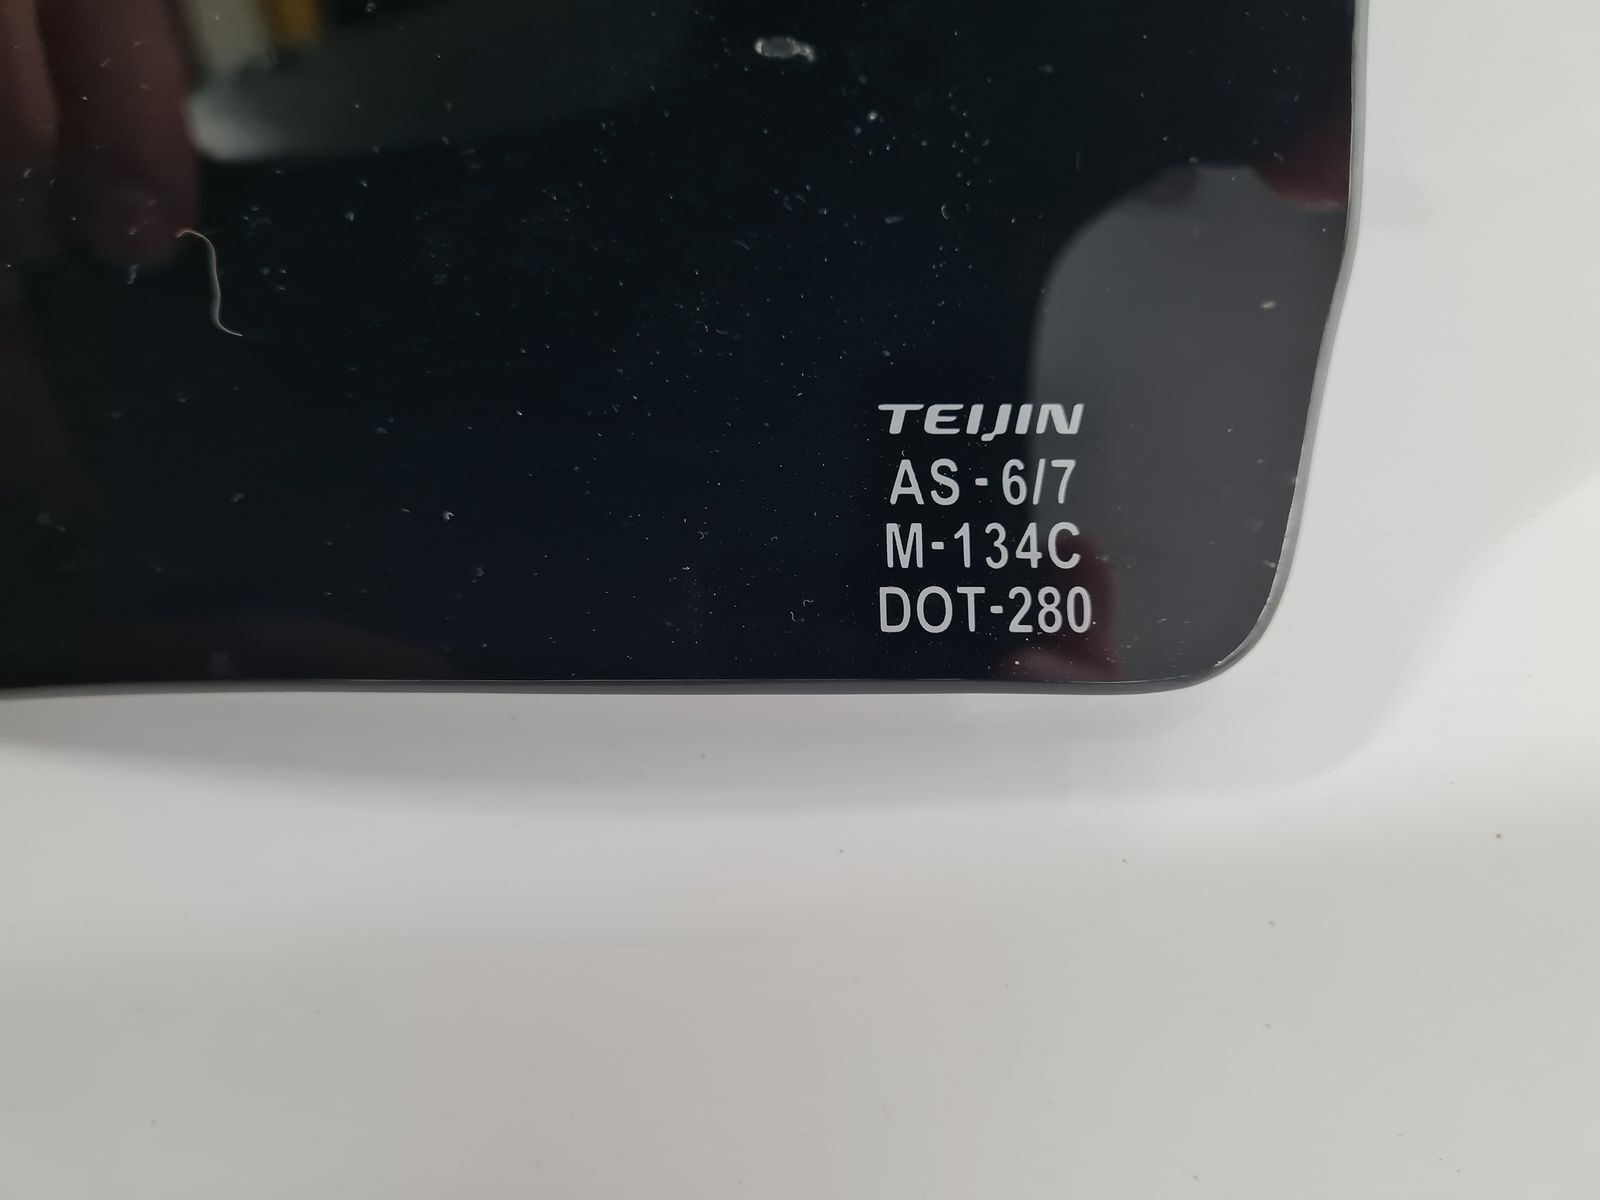 TEIJIN
AS-6/7
M-134C
DOT-280